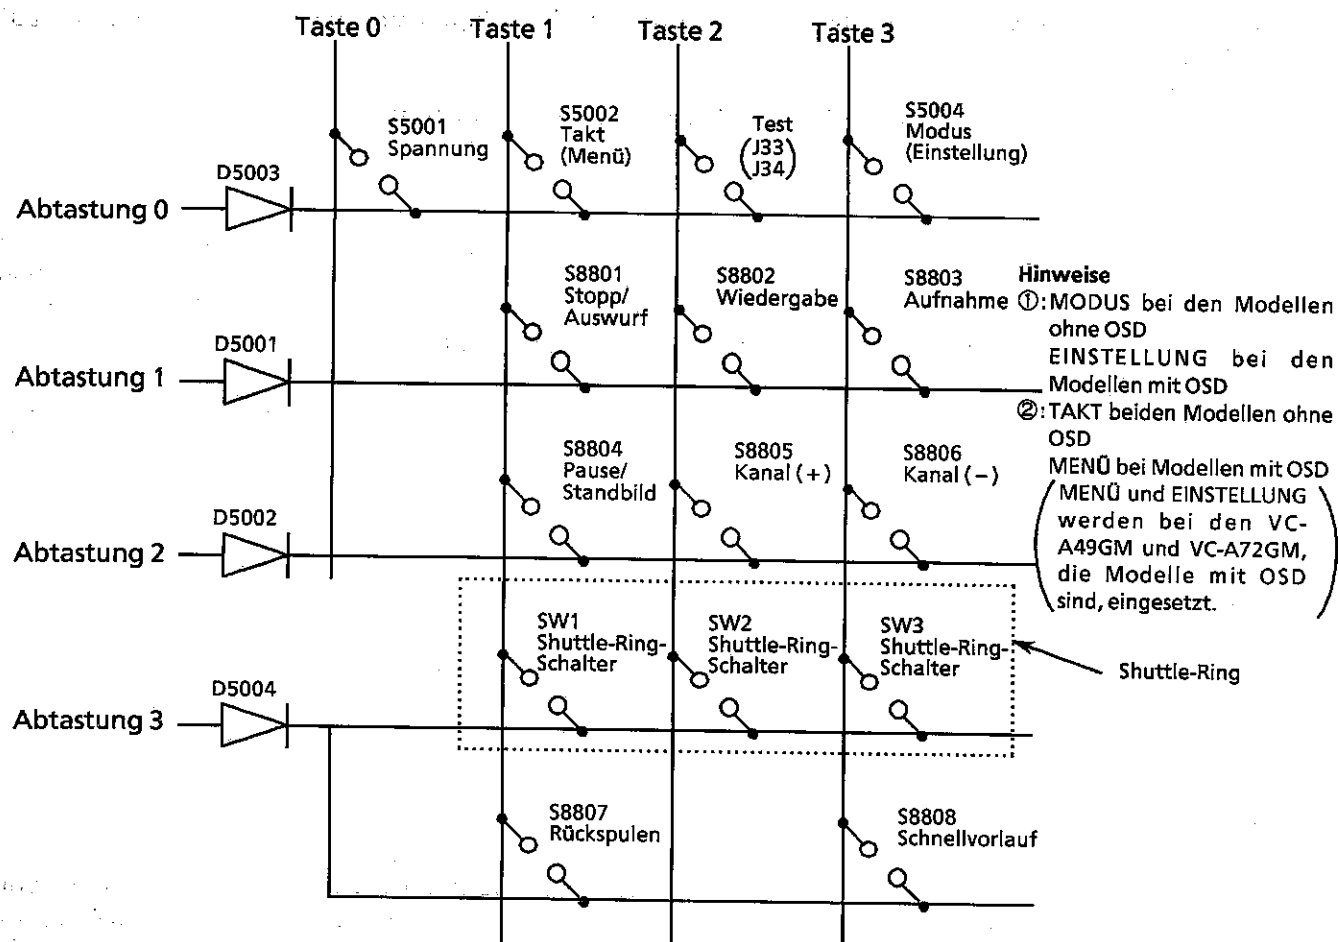 Taste 0
Taste 1
Taste 2
Taste 3
S5001
Spannung
S5002
Takt
(Menü)
Test
(J33
J34)
S5004
Modus
(Einstellung)
D5003
Abtastung 0
S8801
Stopp/
Auswurf
S8802
Wiedergabe
S8803
Aufnahme
D5001
Abtastung 1
S8804
Pause/
Standbild
S8805
Kanal (+)
S8806
Kanal (−)
D5002
Abtastung 2
SW1
Shuttle-Ring-
Schalter
SW2
Shuttle-Ring-
Schalter
SW3
Shuttle-Ring-
Schalter
Shuttle-Ring
D5004
Abtastung 3
S8807
Rückspulen
S8808
Schnellvorlauf
Hinweise
①: MODUS bei den Modellen
ohne OSD
EINSTELLUNG bei den
Modellen mit OSD
②: TAKT beiden Modellen ohne
OSD
MENÜ bei Modellen mit OSD
(MENÜ und EINSTELLUNG
werden bei den VC-
A49GM und VC-A72GM,
die Modelle mit OSD
sind, eingesetzt.)